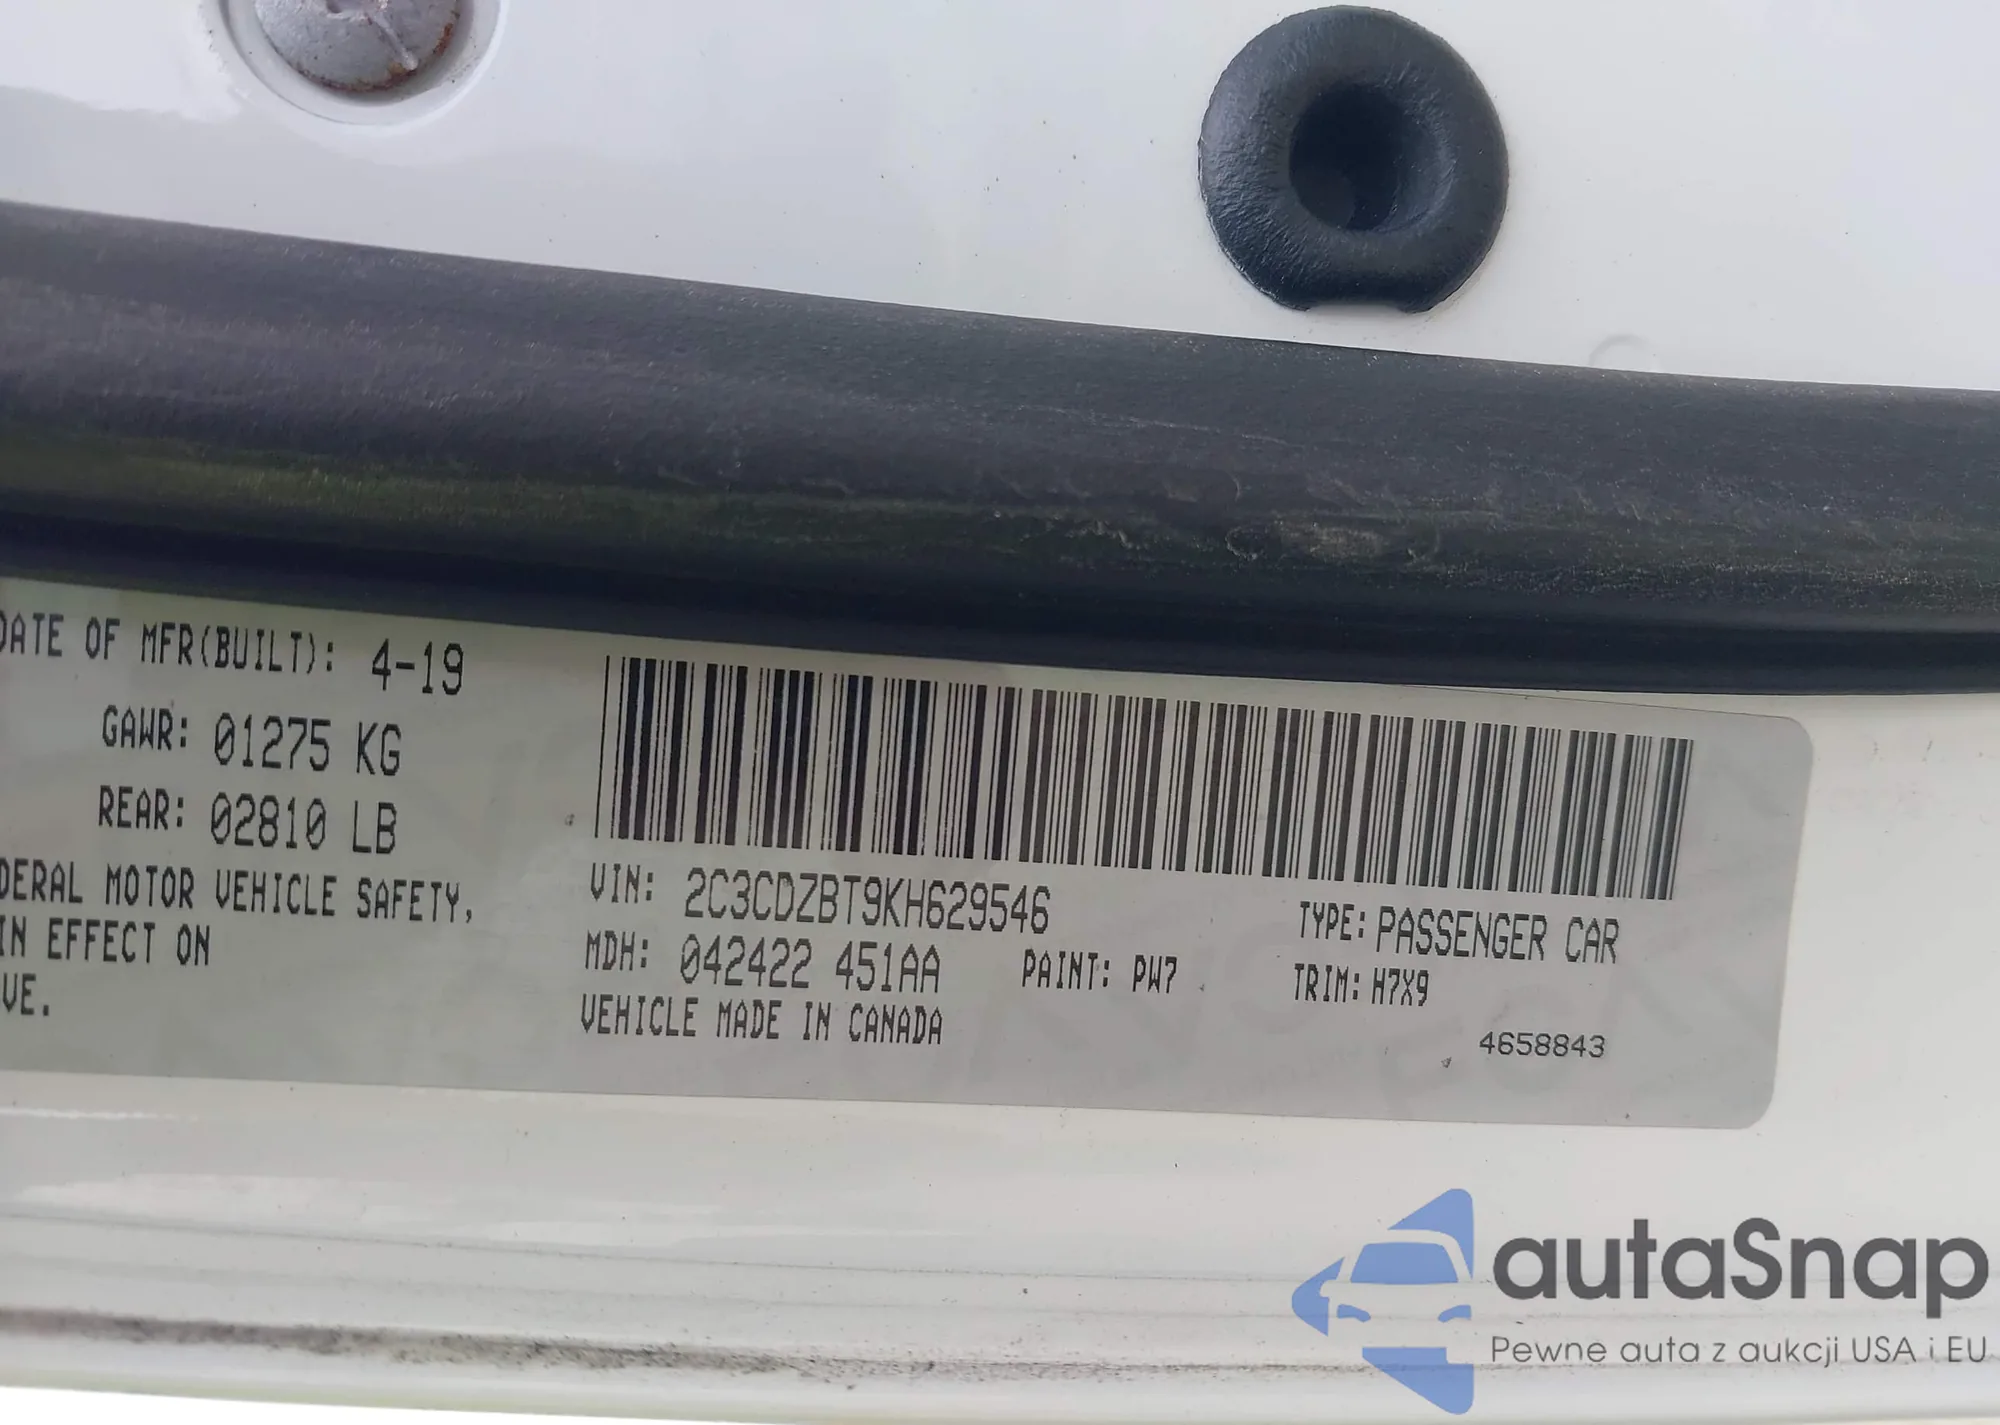 DATE OF MFR(BUILT): 4-19
GAWR: 01275 KG
REAR: 02810 LB
DERAL MOTOR VEHICLE SAFETY,
IN EFFECT ON
VE.
VIN: 2C3CDZBT9KH629546
TYPE: PASSENGER CAR
MDH: 042422 451AA
PAINT: PW7
TRIM: H7X9
VEHICLE MADE IN CANADA
4658843
autaSnap
Pewne auta z aukcji USA i EU